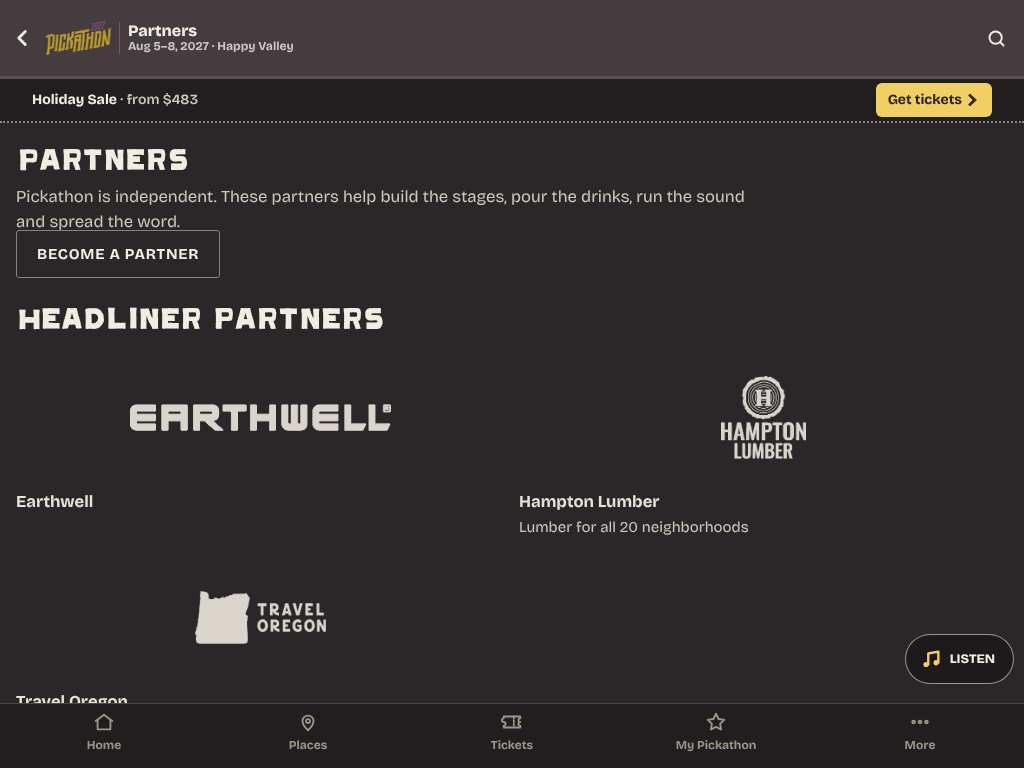 PICKATHON
Partners
Aug 5–8, 2027 · Happy Valley
Holiday Sale · from $483
Get tickets
PARTNERS
Pickathon is independent. These partners help build the stages, pour the drinks, run the sound
and spread the word.
BECOME A PARTNER
HEADLINER PARTNERS
EARTHWELL®
H
HAMPTON
LUMBER
Earthwell
Hampton Lumber
Lumber for all 20 neighborhoods
TRAVEL
OREGON
LISTEN
Travel Oregon
Home
Places
Tickets
My Pickathon
More